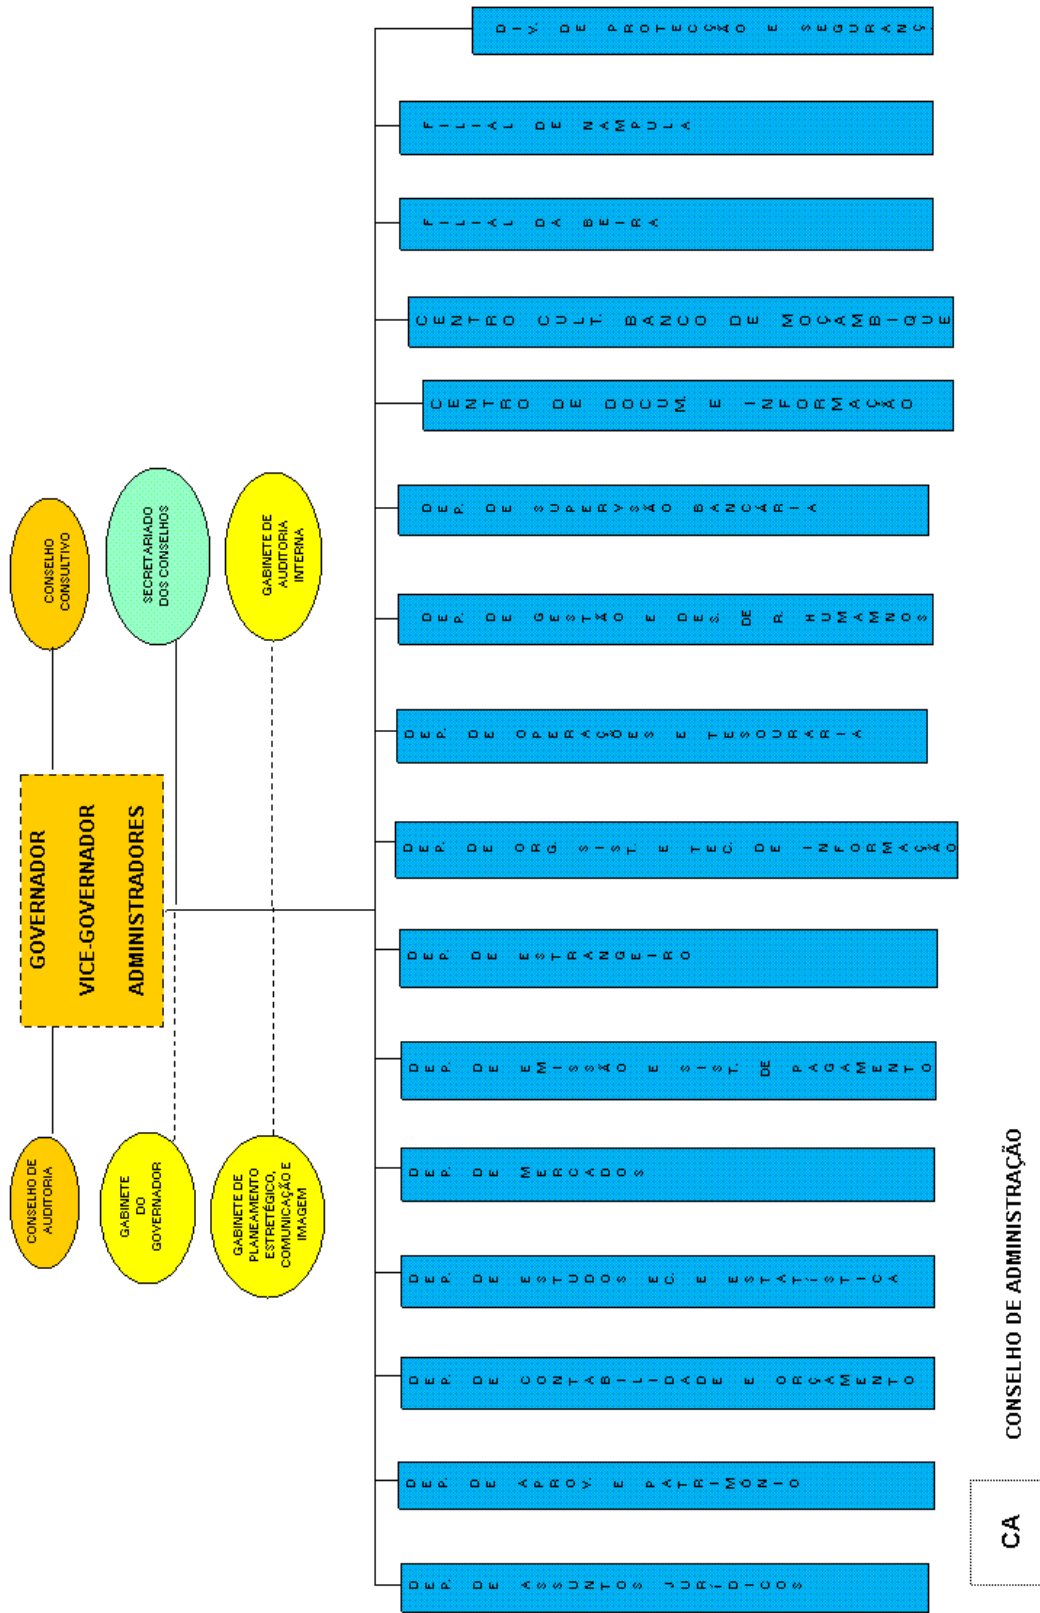 CONSELHO DE
AUDITORIA
GOVERNADOR
VICE-GOVERNADOR
ADMINISTRADORES
CONSELHO
CONSULTIVO
GABINETE
DO
GOVERNADOR
SECRETARIADO
DOS CONSELHOS
GABINETE DE
PLANEAMENTO
ESTRETÉGICO,
COMUNICAÇÃO E
IMAGEM
GABINETE DE
AUDITORIA
INTERNA
DEP. DE ASSUNTOS JURÍDICOS
DEP. DE APROV. E PATRIMÓNIO
DEP. DE CONTABILIDADE E ORÇAMENTO
DEP. DE ESTUDOS EC. E ESTATÍSTICA
DEP. DE MERCADOS
DEP. DE EMISSÃO E SIST. DE PAGAMENTO
DEP. DE ESTRANGEIRO
DEP. DE ORG. SIST. E TEC. DE INFORMAÇÃO
DEP. DE OPERAÇÕES E TESOURARIA
DEP. DE GESTÃO E DES. DE R. HUMAMNOS
DEP. DE SUPERVSÃO BANCÁRIA
CENTRO DE DOCUM. E INFORMAÇÃO
CENTRO CULT. BANCO DE MOÇAMBIQUE
FILIAL DA BEIRA
FILIAL DE NAMPULA
DIV. DE PROTECÇÃO E SEGURANÇ
CA
CONSELHO DE ADMINISTRAÇÃO